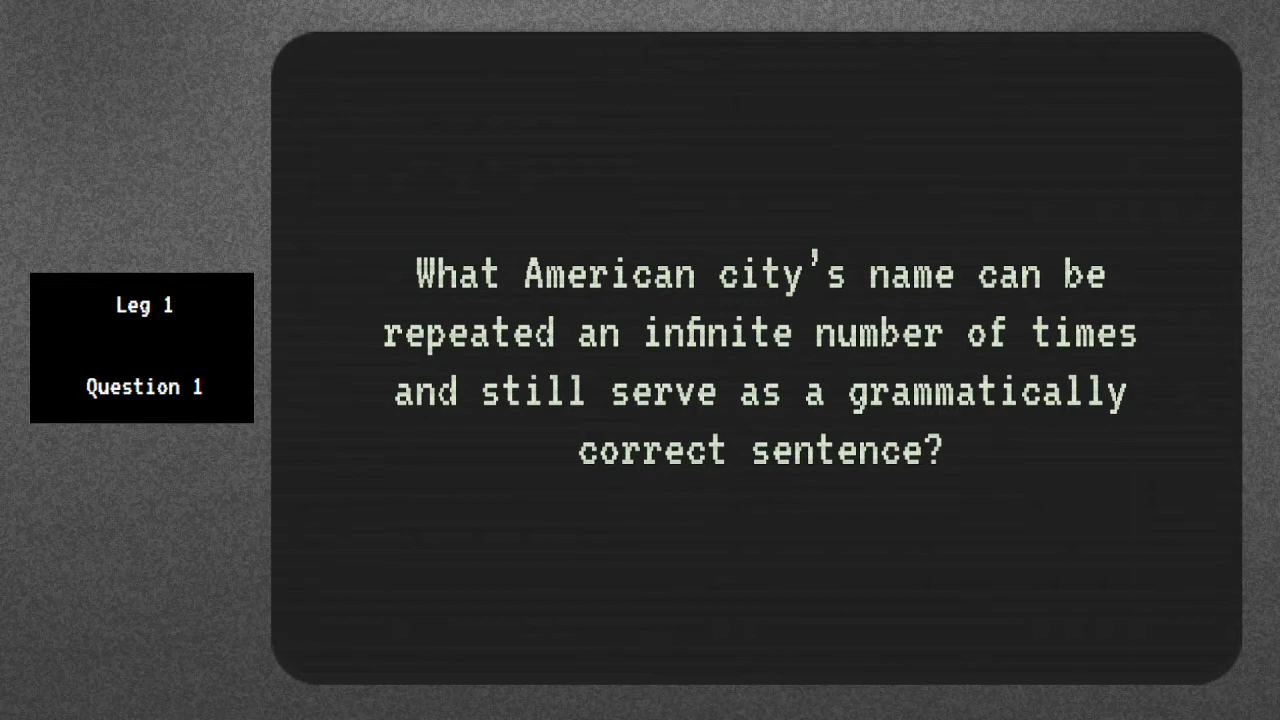 Leg 1
Question 1
What American city's name can be
repeated an infinite number of times
and still serve as a grammatically
correct sentence?